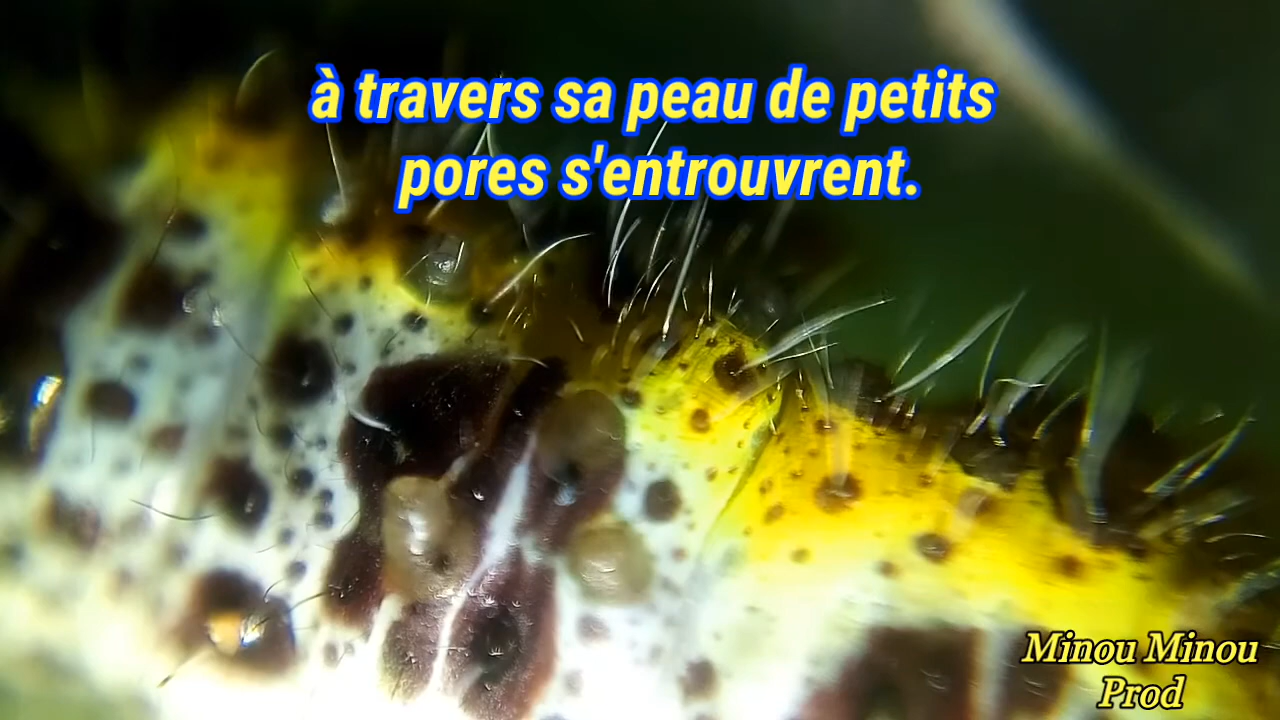 à travers sa peau de petits
pores s'entrouvrent.
Minou Minou
Prod